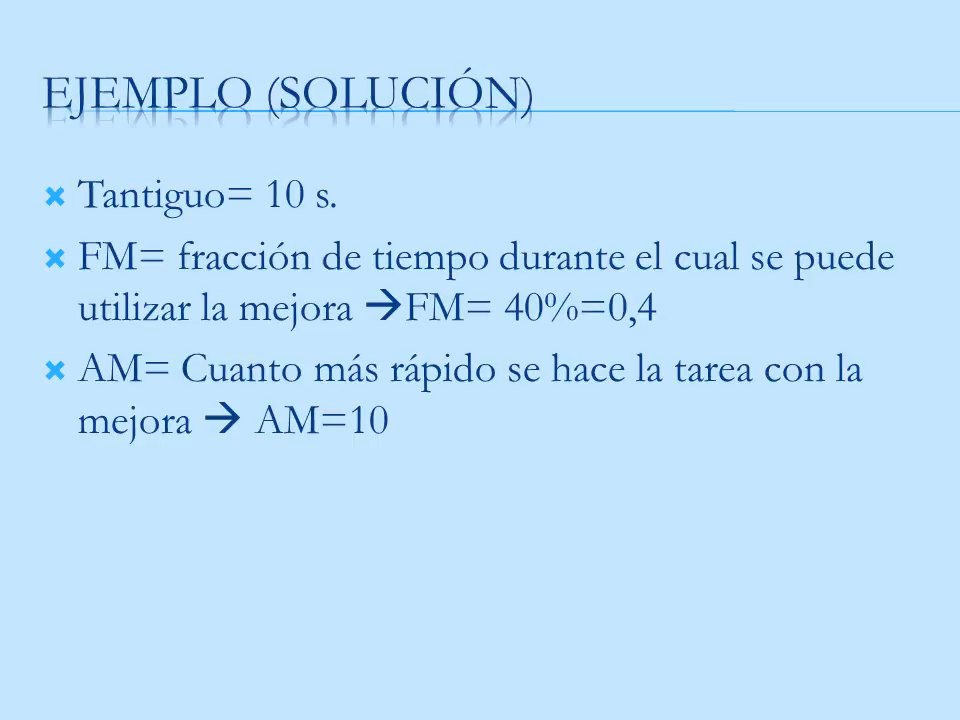 EJEMPLO (SOLUCIÓN)
Tantiguo= 10 s.
FM= fracción de tiempo durante el cual se puede
utilizar la mejora →FM= 40%=0,4
AM= Cuanto más rápido se hace la tarea con la
mejora → AM=10